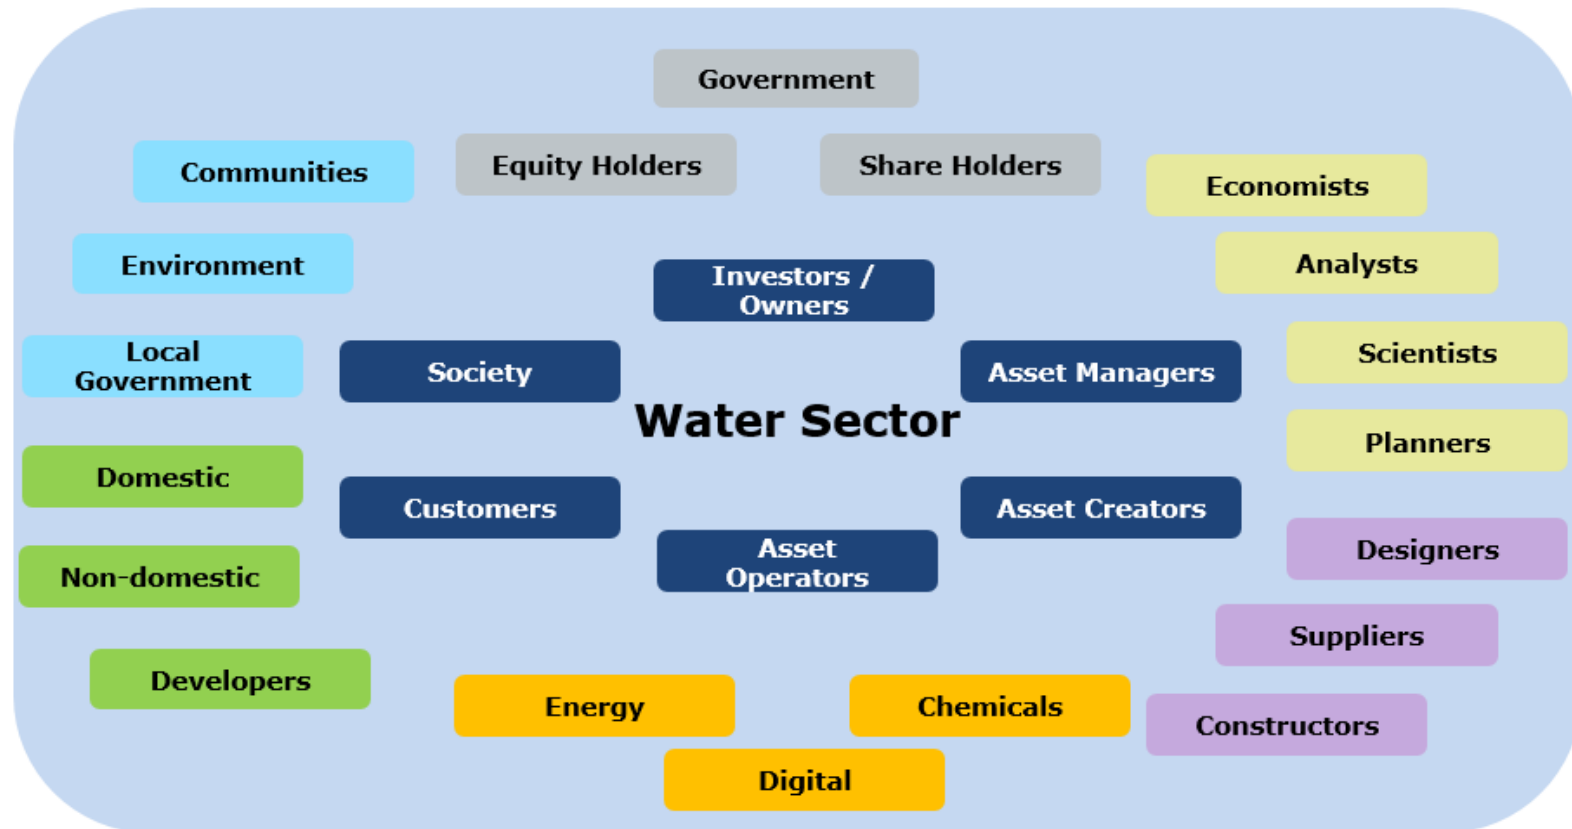 Government
Communities
Equity Holders
Share Holders
Economists
Environment
Investors /
Owners
Analysts
Local
Government
Society
Asset Managers
Scientists
Water Sector
Domestic
Customers
Asset Creators
Planners
Non-domestic
Asset
Operators
Designers
Developers
Energy
Chemicals
Suppliers
Digital
Constructors